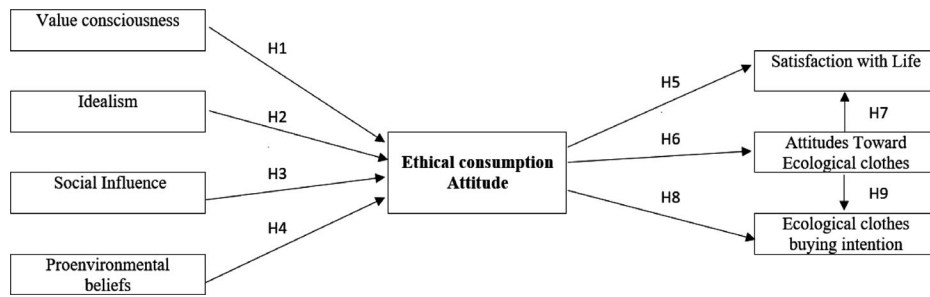 Value consciousness
H1
Idealism
H2
Social Influence
H3
Proenvironmental
beliefs
H4
Ethical consumption
Attitude
H5
Satisfaction with Life
H6
H7
Attitudes Toward
Ecological clothes
H8
H9
Ecological clothes
buying intention